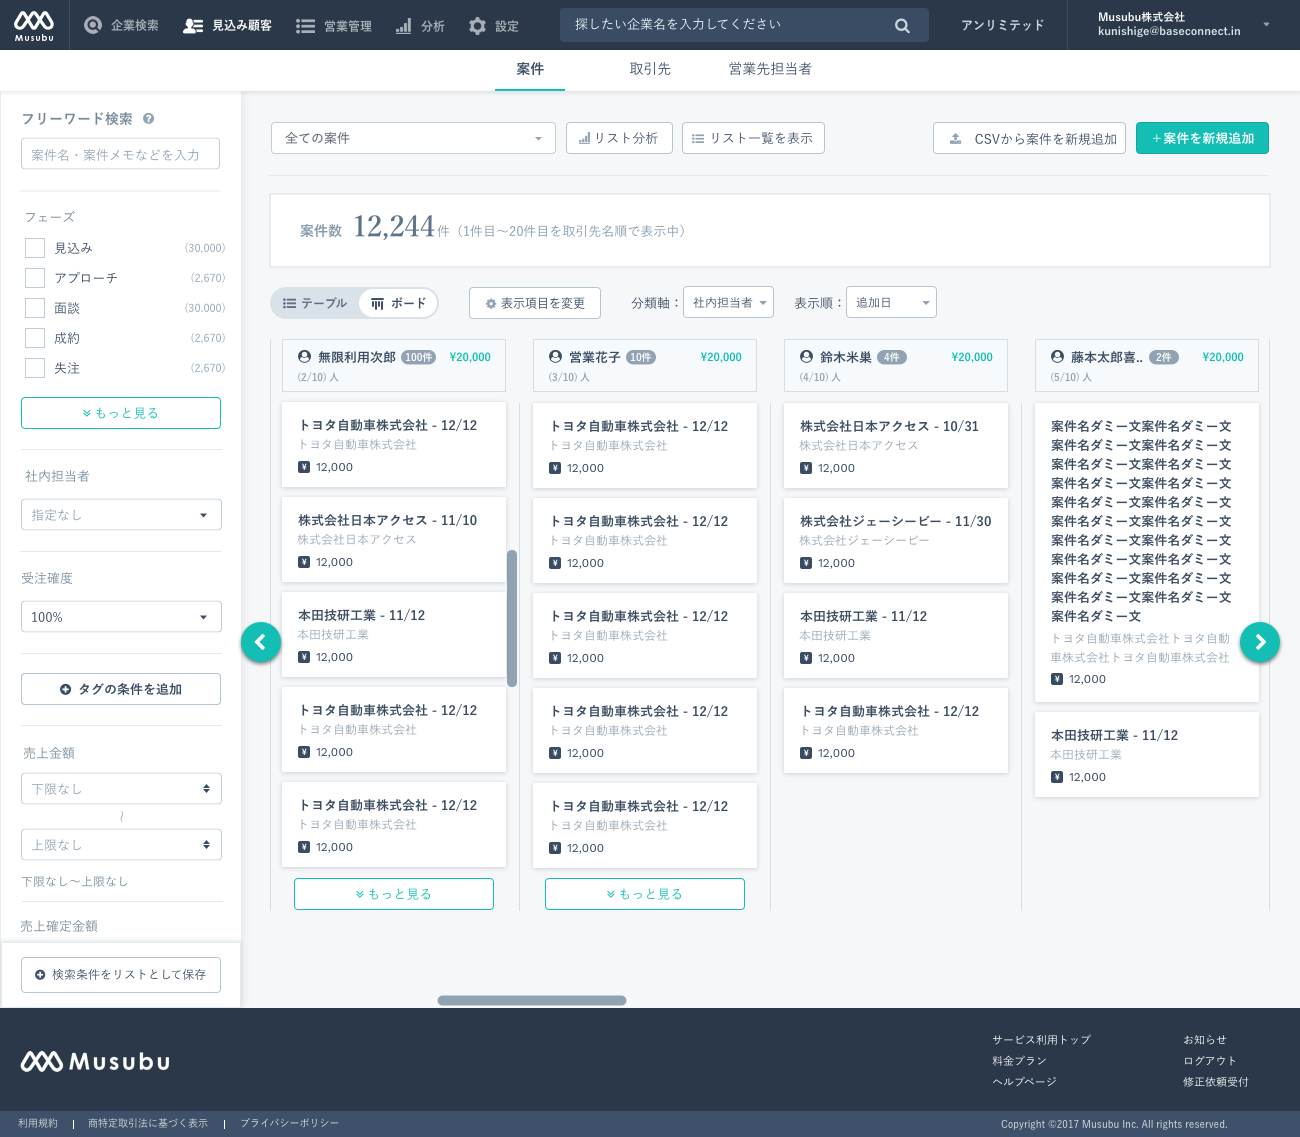 Musubu
企業検索
見込み顧客
営業管理
分析
設定
探したい企業名を入力してください
アンリミテッド
Musubu株式会社
kunishige@baseconnect.in
案件
取引先
営業先担当者
フリーワード検索
案件名・案件メモなどを入力
フェーズ
見込み (30,000)
アプローチ (2,670)
面談 (30.000)
成約 (2,670)
失注 (2,670)
もっと見る
社内担当者
指定なし
受注確度
100%
タグの条件を追加
売上金額
下限なし
〜
上限なし
下限なし〜上限なし
売上確定金額
検索条件をリストとして保存
全ての案件
リスト分析
リスト一覧を表示
CSVから案件を新規追加
+案件を新規追加
案件数 12,244件（1件目〜20件目を取引先名順で表示中）
テーブル
ボード
表示項目を変更
分類軸：
社内担当者
表示順：
追加日
無限利用次郎 100件 ¥20,000
(2/10) 人
トヨタ自動車株式会社 - 12/12
トヨタ自動車株式会社
¥ 12,000
株式会社日本アクセス - 11/10
株式会社日本アクセス
¥ 12,000
本田技研工業 - 11/12
本田技研工業
¥ 12,000
トヨタ自動車株式会社 - 12/12
トヨタ自動車株式会社
¥ 12,000
トヨタ自動車株式会社 - 12/12
トヨタ自動車株式会社
¥ 12,000
もっと見る
営業花子 10件 ¥20,000
(3/10) 人
トヨタ自動車株式会社 - 12/12
トヨタ自動車株式会社
¥ 12,000
トヨタ自動車株式会社 - 12/12
トヨタ自動車株式会社
¥ 12,000
トヨタ自動車株式会社 - 12/12
トヨタ自動車株式会社
¥ 12,000
トヨタ自動車株式会社 - 12/12
トヨタ自動車株式会社
¥ 12,000
トヨタ自動車株式会社 - 12/12
トヨタ自動車株式会社
¥ 12,000
もっと見る
鈴木米巣 4件 ¥20,000
(4/10) 人
株式会社日本アクセス - 10/31
株式会社日本アクセス
¥ 12,000
株式会社ジェーシービー - 11/30
株式会社ジェーシービー
¥ 12,000
本田技研工業 - 11/12
本田技研工業
¥ 12,000
トヨタ自動車株式会社 - 12/12
トヨタ自動車株式会社
¥ 12,000
藤本太郎喜.. 2件 ¥20,000
(5/10) 人
案件名ダミー文案件名ダミー文
案件名ダミー文案件名ダミー文
案件名ダミー文案件名ダミー文
案件名ダミー文案件名ダミー文
案件名ダミー文案件名ダミー文
案件名ダミー文案件名ダミー文
案件名ダミー文案件名ダミー文
案件名ダミー文案件名ダミー文
案件名ダミー文案件名ダミー文
案件名ダミー文案件名ダミー文
案件名ダミー文
トヨタ自動車株式会社トヨタ自動
車株式会社トヨタ自動車株式会社
¥ 12,000
本田技研工業 - 11/12
本田技研工業
¥ 12,000
Musubu
サービス利用トップ
料金プラン
ヘルプページ
お知らせ
ログアウト
修正依頼受付
利用規約 | 商特定取引法に基づく表示 | プライバシーポリシー
Copyright ©2017 Musubu Inc. All rights reserved.